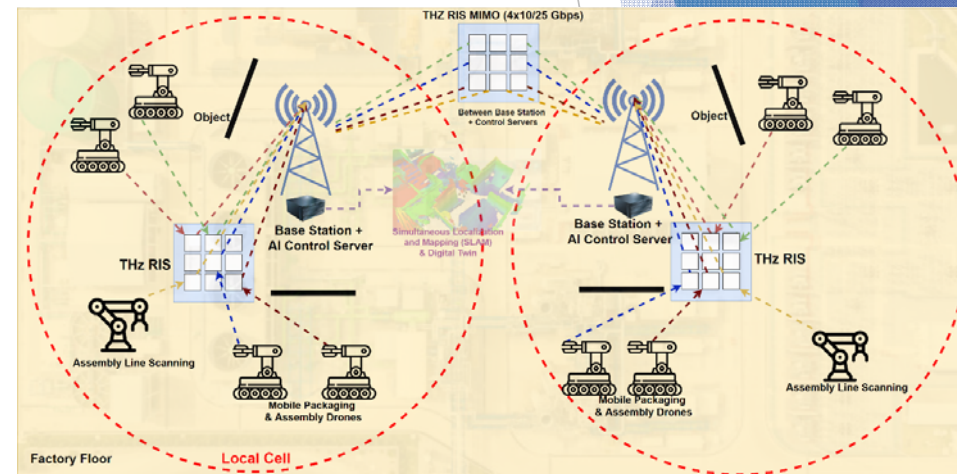 THZ RIS MIMO (4x10/25 Gbps)
Between Base Station
+ Control Servers
Object
Object
Base Station +
AI Control Server
Simultaneous Localization
and Mapping (SLAM)
& Digital Twin
Base Station +
AI Control Server
THz RIS
THz RIS
Assembly Line Scanning
Mobile Packaging
& Assembly Drones
Mobile Packaging
& Assembly Drones
Assembly Line Scanning
Factory Floor
Local Cell